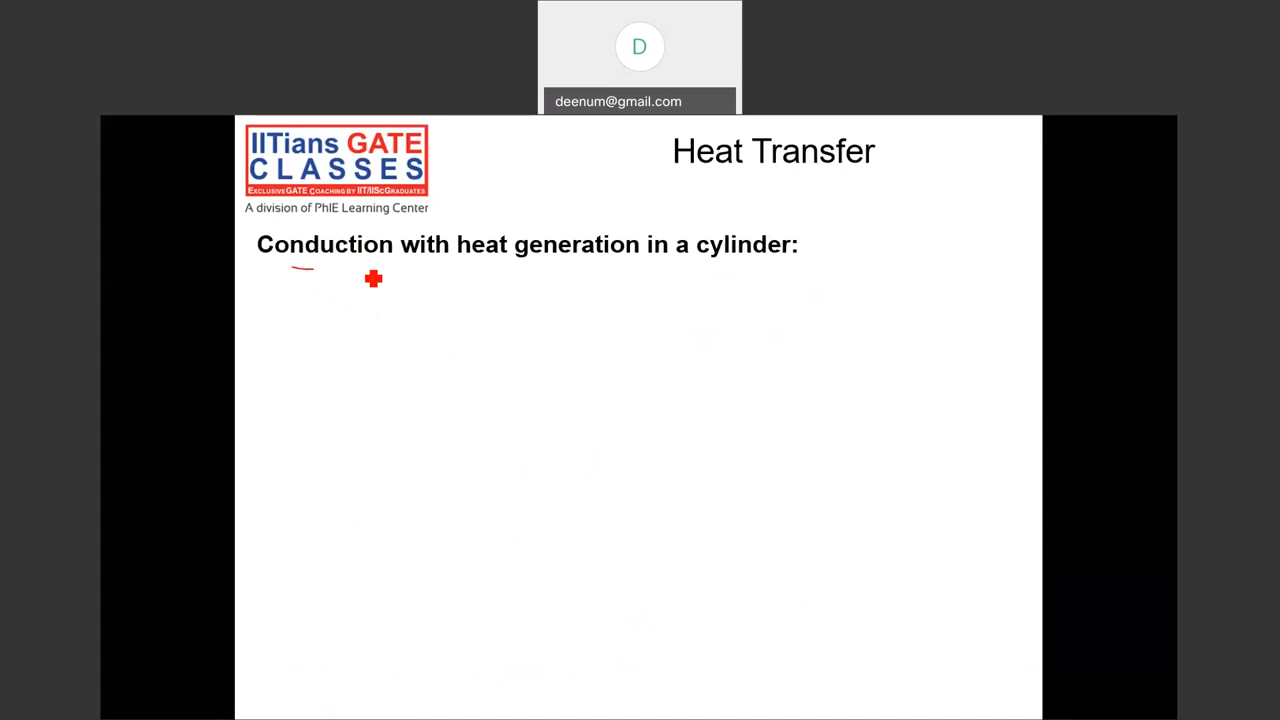 D
deenum@gmail.com
IITians GATE
CLASSES
EXCLUSIVE GATE COACHING BY IIT/IISc GRADUATES
A division of PhIE Learning Center
Heat Transfer
Conduction with heat generation in a cylinder: